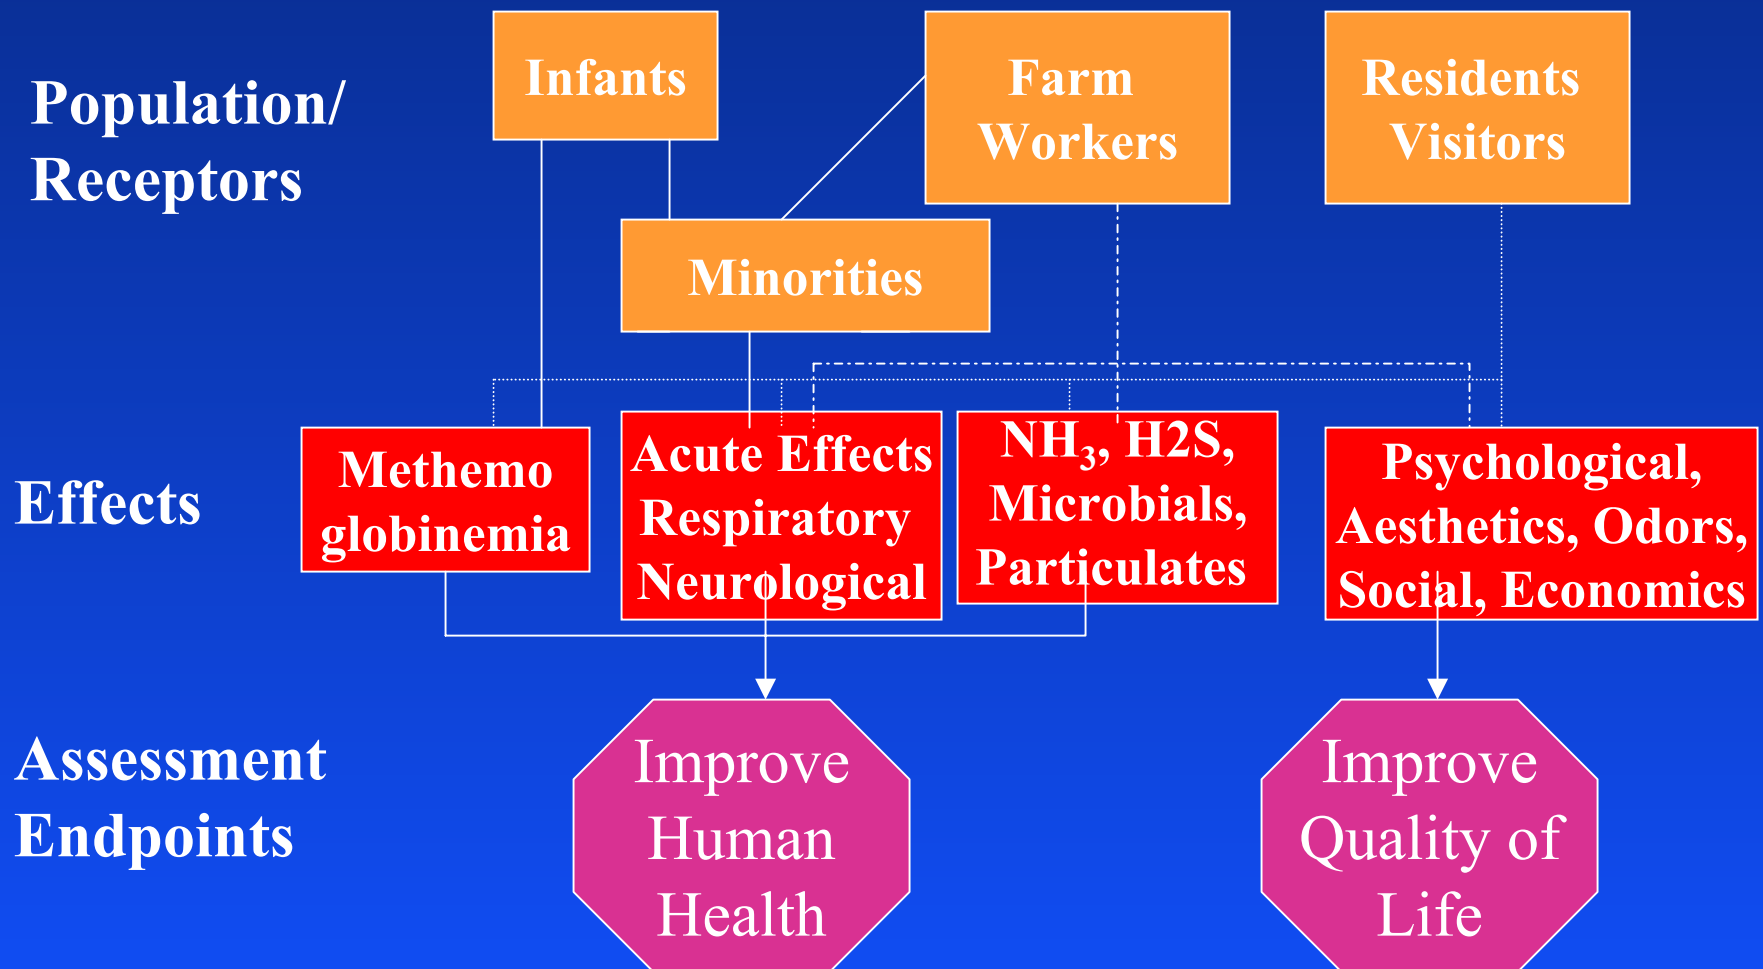 Population/
Receptors
Infants
Farm
Workers
Residents
Visitors
Minorities
Effects
Methemo
globinemia
Acute Effects
Respiratory
Neurological
NH₃, H2S,
Microbials,
Particulates
Psychological,
Aesthetics, Odors,
Social, Economics
Assessment
Endpoints
Improve
Human
Health
Improve
Quality of
Life